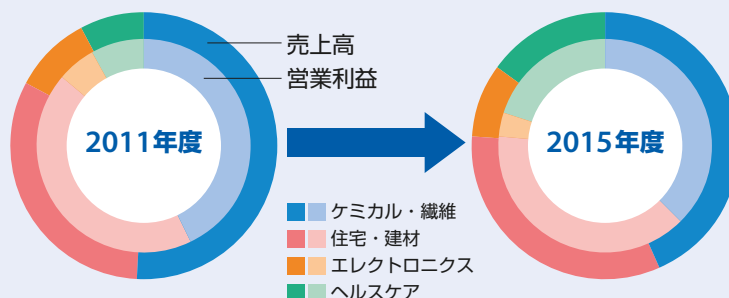 売上高
営業利益
2011年度
2015年度
ケミカル・繊維
住宅・建材
エレクトロニクス
ヘルスケア